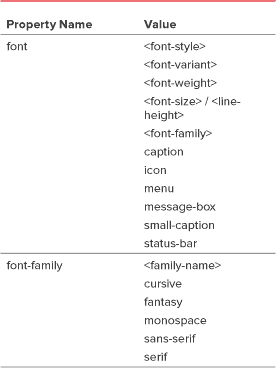 Property Name Value
font <font-style>
<font-variant>
<font-weight>
<font-size> / <line-
height>
<font-family>
caption
icon
menu
message-box
small-caption
status-bar
font-family <family-name>
cursive
fantasy
monospace
sans-serif
serif